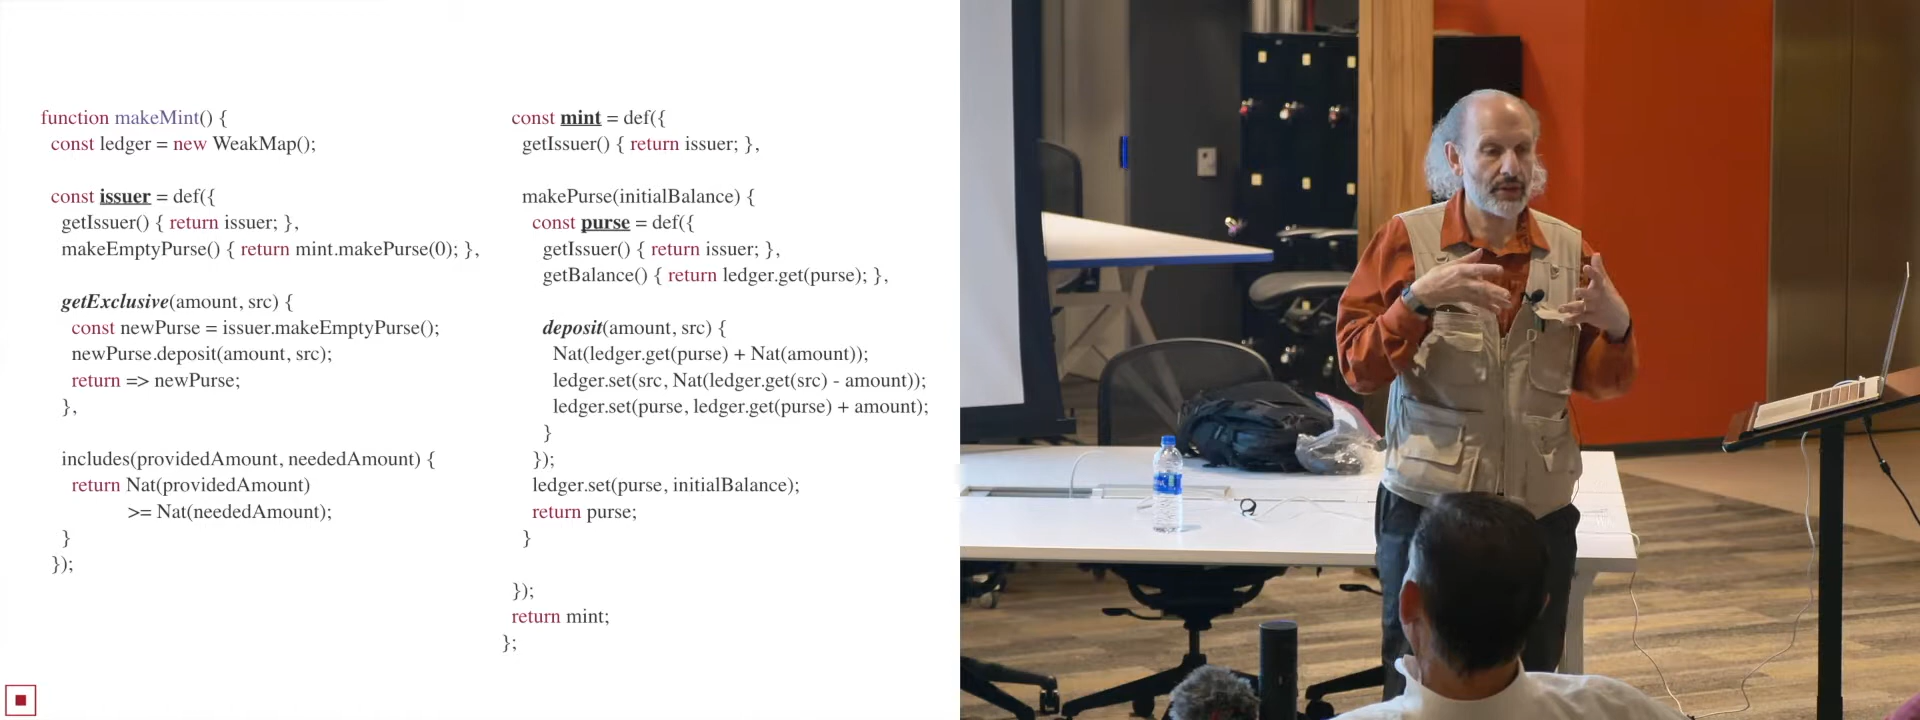 function makeMint() {
const ledger = new WeakMap();
const issuer = def({
getIssuer() { return issuer; },
makeEmptyPurse() { return mint.makePurse(0); },
getExclusive(amount, src) {
const newPurse = issuer.makeEmptyPurse();
newPurse.deposit(amount, src);
return => newPurse;
},
includes(providedAmount, neededAmount) {
return Nat(providedAmount)
>= Nat(neededAmount);
}
});
const mint = def({
getIssuer() { return issuer; },
makePurse(initialBalance) {
const purse = def({
getIssuer() { return issuer; },
getBalance() { return ledger.get(purse); },
deposit(amount, src) {
Nat(ledger.get(purse) + Nat(amount));
ledger.set(src, Nat(ledger.get(src) - amount));
ledger.set(purse, ledger.get(purse) + amount);
}
});
ledger.set(purse, initialBalance);
return purse;
}
});
return mint;
};